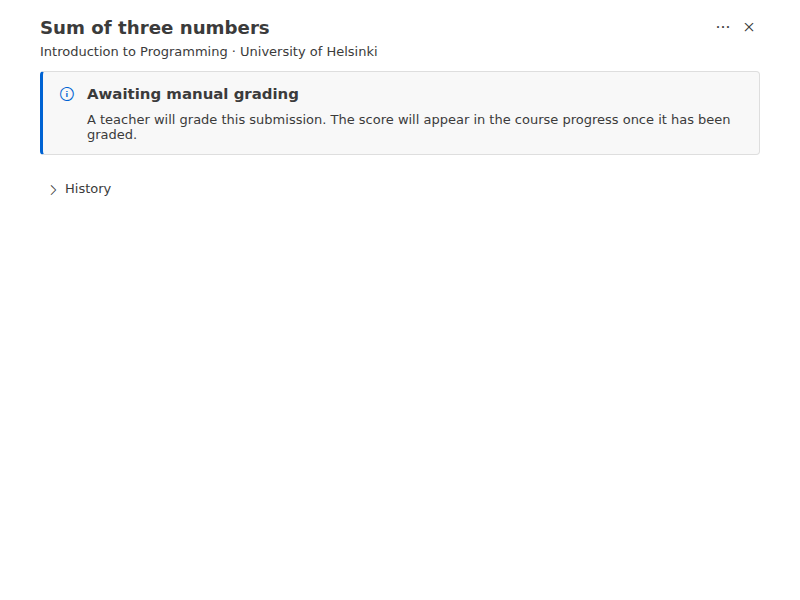 Sum of three numbers
Introduction to Programming · University of Helsinki
Awaiting manual grading
A teacher will grade this submission. The score will appear in the course progress once it has been
graded.
History